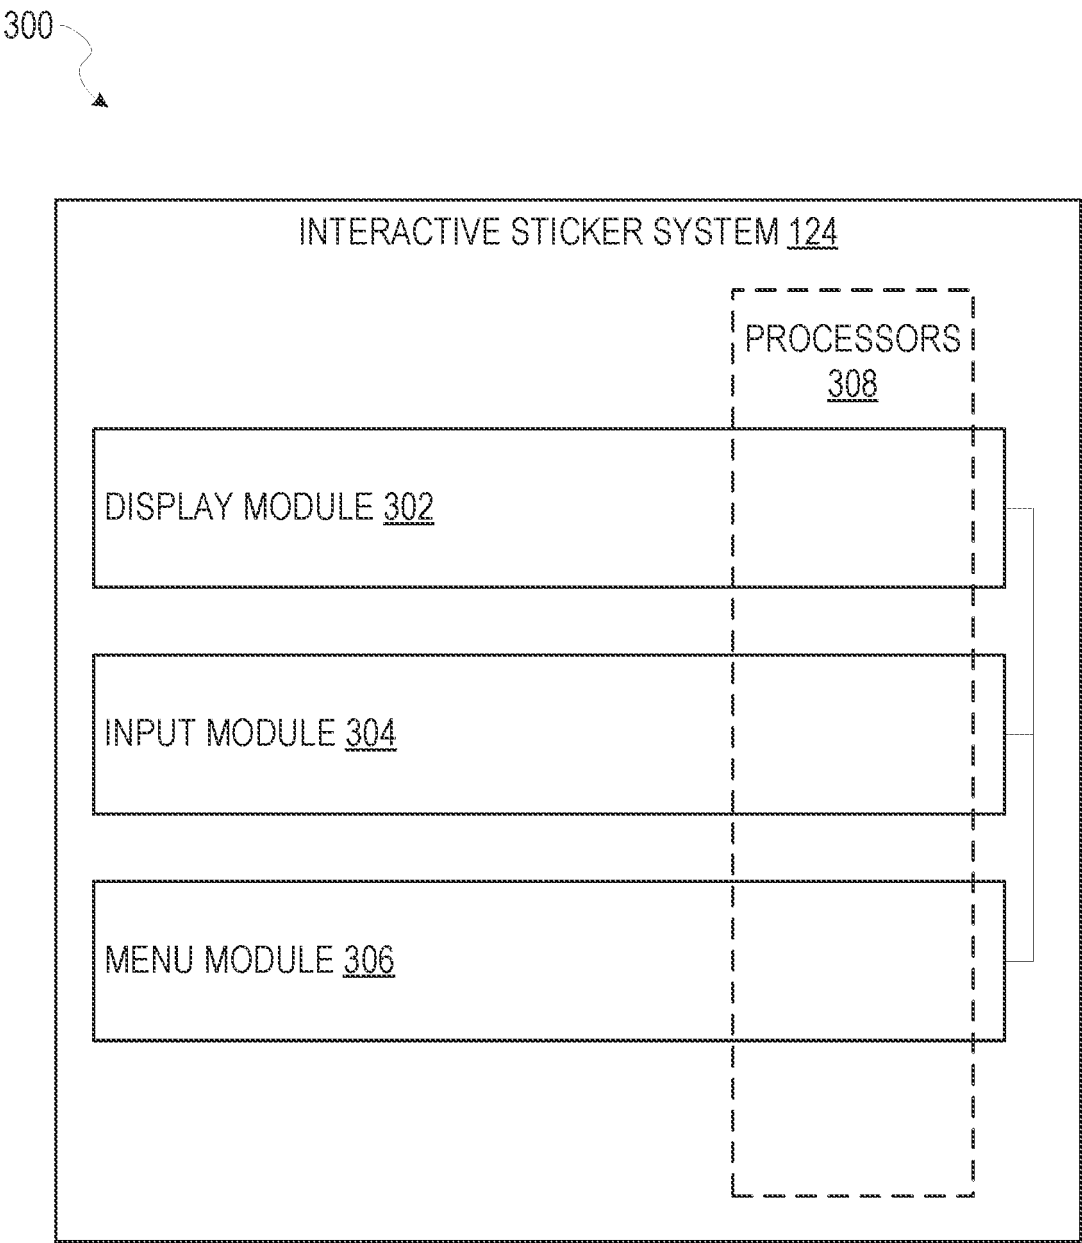 300
INTERACTIVE STICKER SYSTEM 124
PROCESSORS
308
DISPLAY MODULE 302
INPUT MODULE 304
MENU MODULE 306